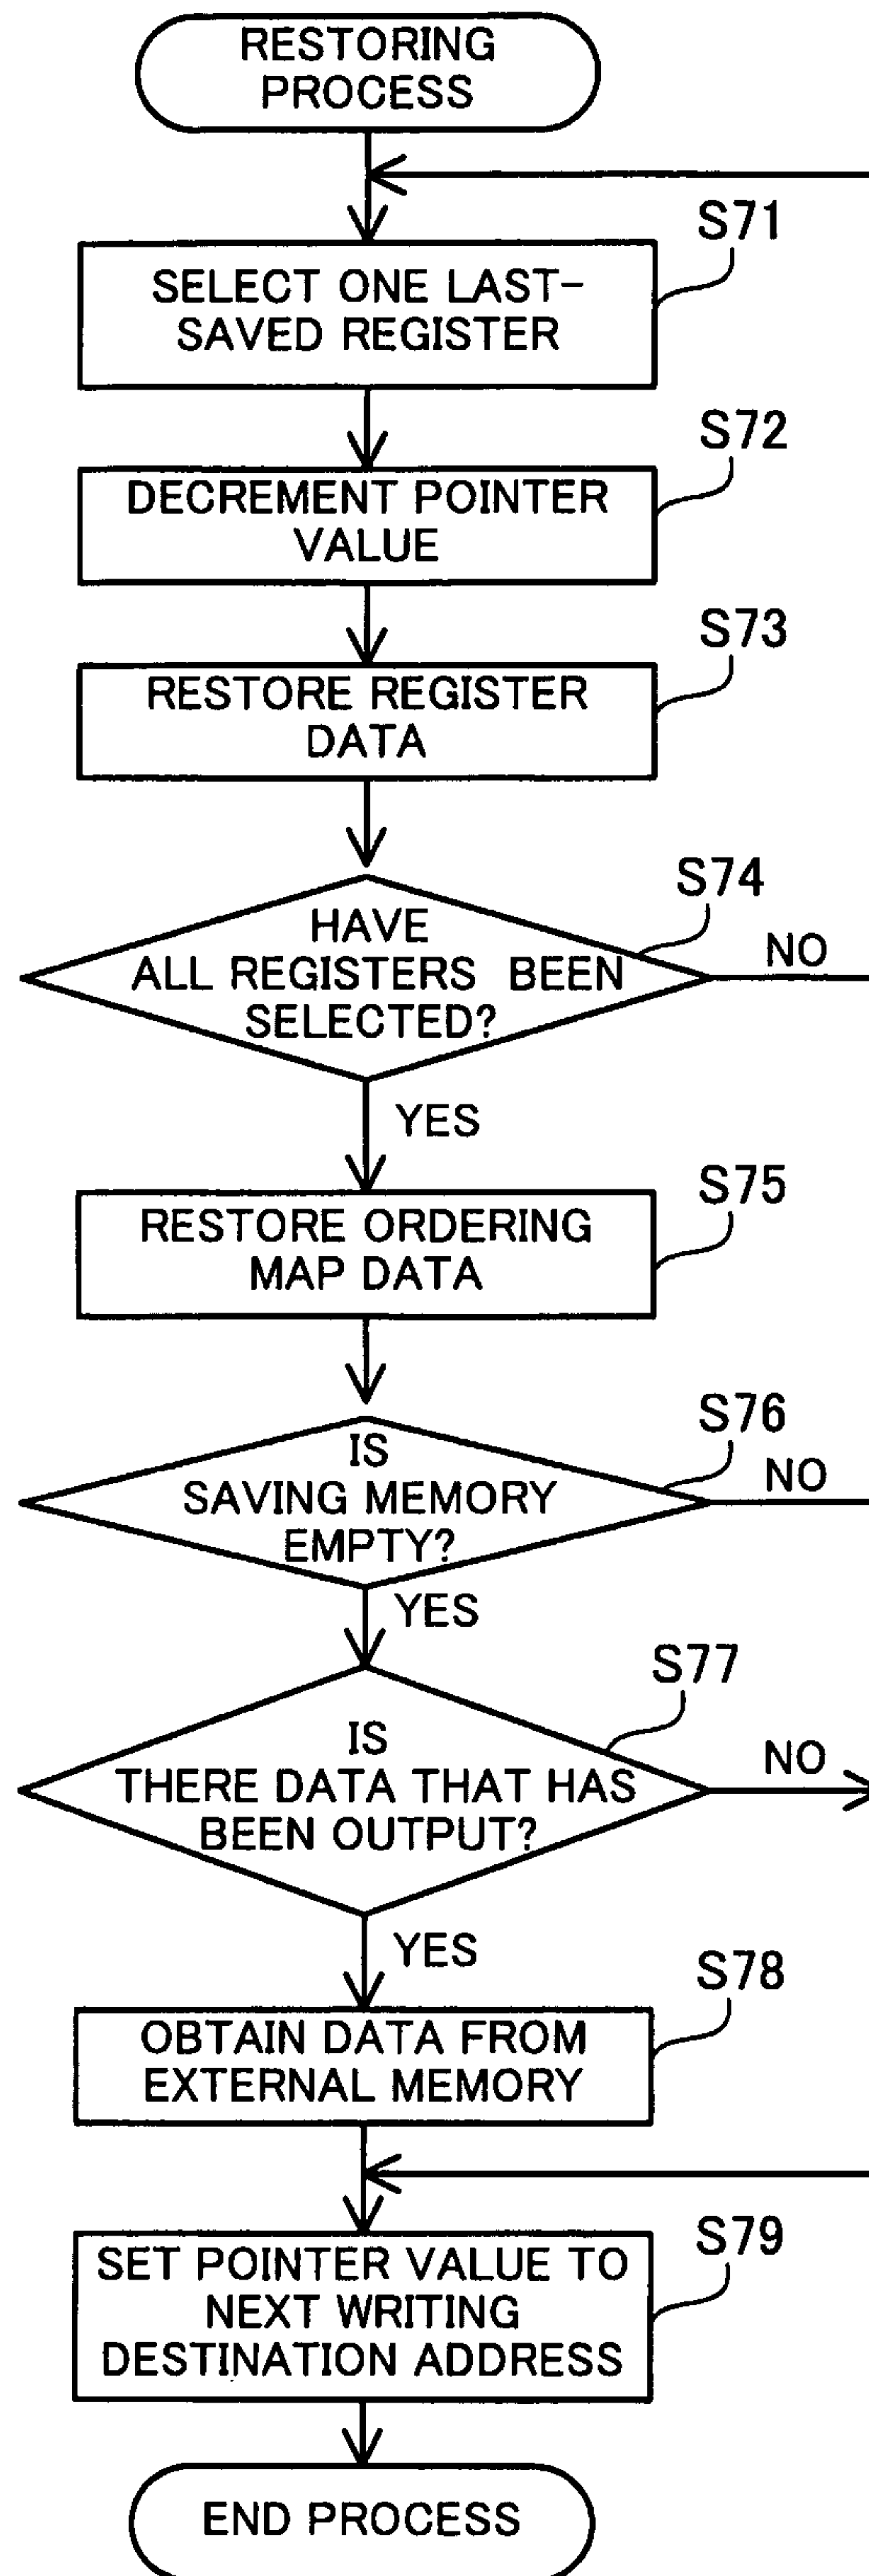 RESTORING
PROCESS
S71
SELECT ONE LAST-
SAVED REGISTER
S72
DECREMENT POINTER
VALUE
S73
RESTORE REGISTER
DATA
S74
HAVE
ALL REGISTERS BEEN
SELECTED?
NO
YES
S75
RESTORE ORDERING
MAP DATA
S76
IS
SAVING MEMORY
EMPTY?
NO
YES
S77
IS
THERE DATA THAT HAS
BEEN OUTPUT?
NO
YES
S78
OBTAIN DATA FROM
EXTERNAL MEMORY
S79
SET POINTER VALUE TO
NEXT WRITING
DESTINATION ADDRESS
END PROCESS